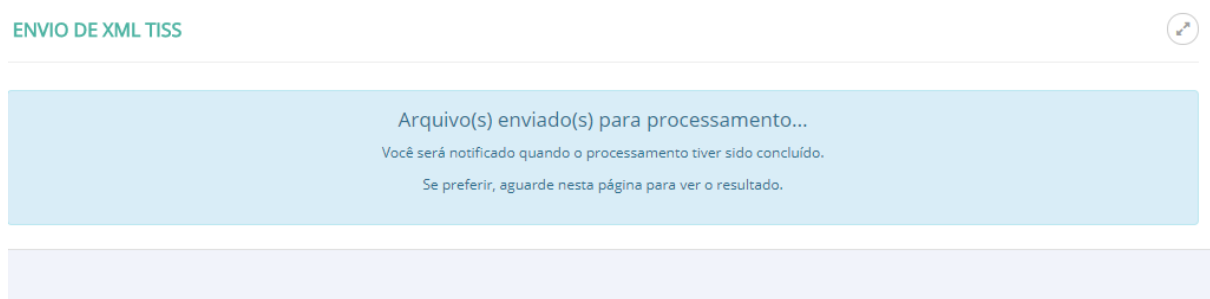 ENVIO DE XML TISS
Arquivo(s) enviado(s) para processamento...
Você será notificado quando o processamento tiver sido concluído.
Se preferir, aguarde nesta página para ver o resultado.